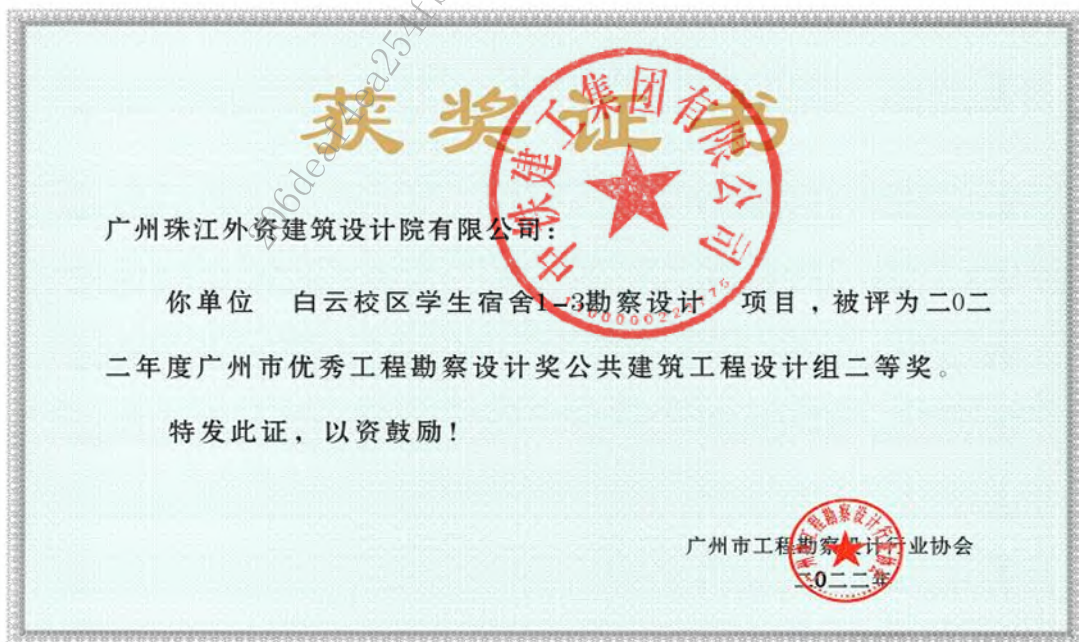 获奖证书
中铁建工集团有限公司
广州珠江外资建筑设计院有限公司:
你单位 白云校区学生宿舍1-3勘察设计 项目,被评为二0二
二年度广州市优秀工程勘察设计奖公共建筑工程设计组二等奖。
特发此证,以资鼓励!
广州市工程勘察设计行业协会
二0二二年